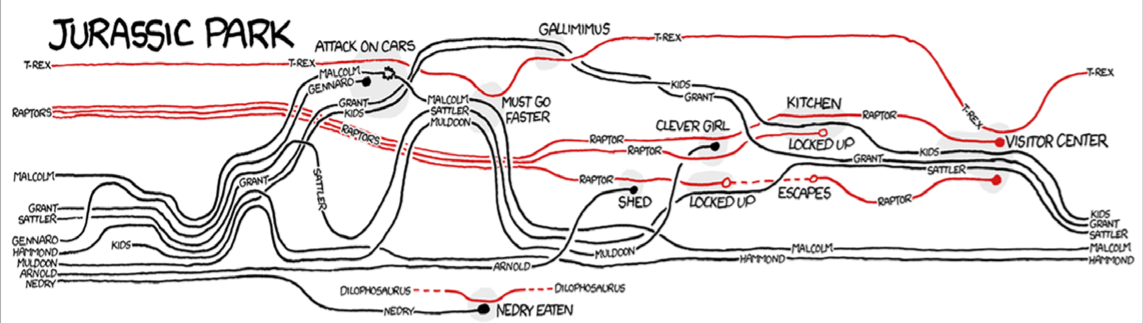 JURASSIC PARK
GALLIMIMUS
ATTACK ON CARS
T-REX
T-REX
T-REX
T-REX
MALCOLM
GENNARO
GRANT
KIDS
MALCOLM
SATTLER
MULDOON
MUST GO
FASTER
KIDS
GRANT
KITCHEN
RAPTOR
T-REX
RAPTORS
RAPTORS
CLEVER GIRL
RAPTOR
RAPTOR
LOCKED UP
VISITOR CENTER
KIDS
GRANT
SATTLER
MALCOLM
GRANT
SATTLER
RAPTOR
LOCKED UP
ESCAPES
RAPTOR
SHED
GRANT
SATTLER
GENNARO
HAMMOND
KIDS
MULDOON
ARNOLD
NEDRY
ARNOLD
MULDOON
MALCOLM
HAMMOND
KIDS
GRANT
SATTLER
MALCOLM
HAMMOND
DILOPHOSAURUS
DILOPHOSAURUS
NEDRY
NEDRY EATEN